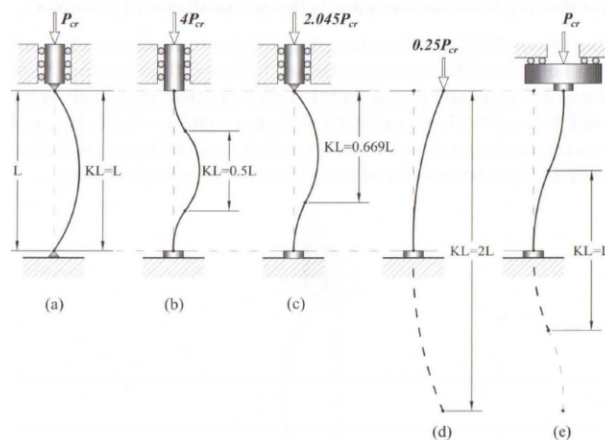 P_cr
4P_cr
2.045P_cr
0.25P_cr
P_cr
L
KL=L
KL=0.5L
KL=0.669L
KL=2L
(a)
(b)
(c)
(d)
(e)